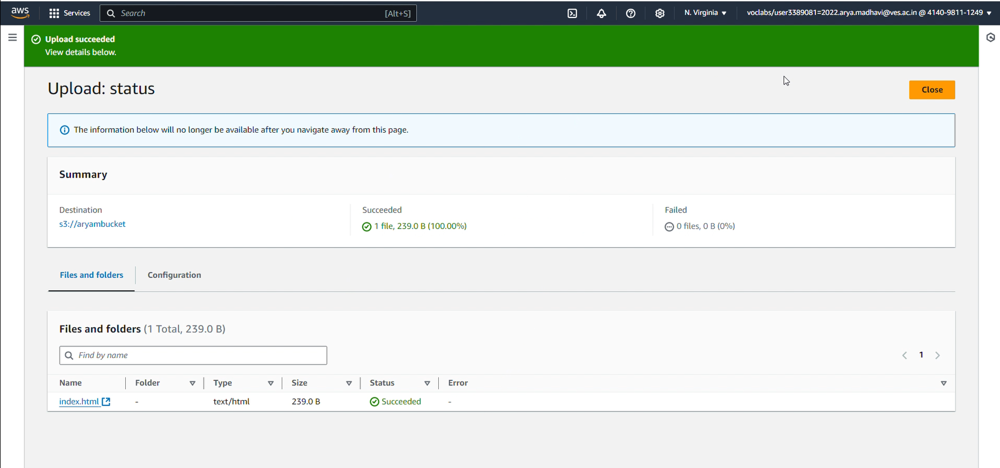 aws Services Search [Alt+S] N. Virginia voclabs/user3389081=2022.arya.madhavi@ves.ac.in @ 4140-9811-1249
Upload succeeded
View details below.
Upload: status
Close
The information below will no longer be available after you navigate away from this page.
Summary
Destination Succeeded Failed
s3://aryambucket 1 file, 239.0 B (100.00%) 0 files, 0 B (0%)
Files and folders Configuration
Files and folders (1 Total, 239.0 B)
Find by name 1
Name Folder Type Size Status Error
index.html - text/html 239.0 B Succeeded -